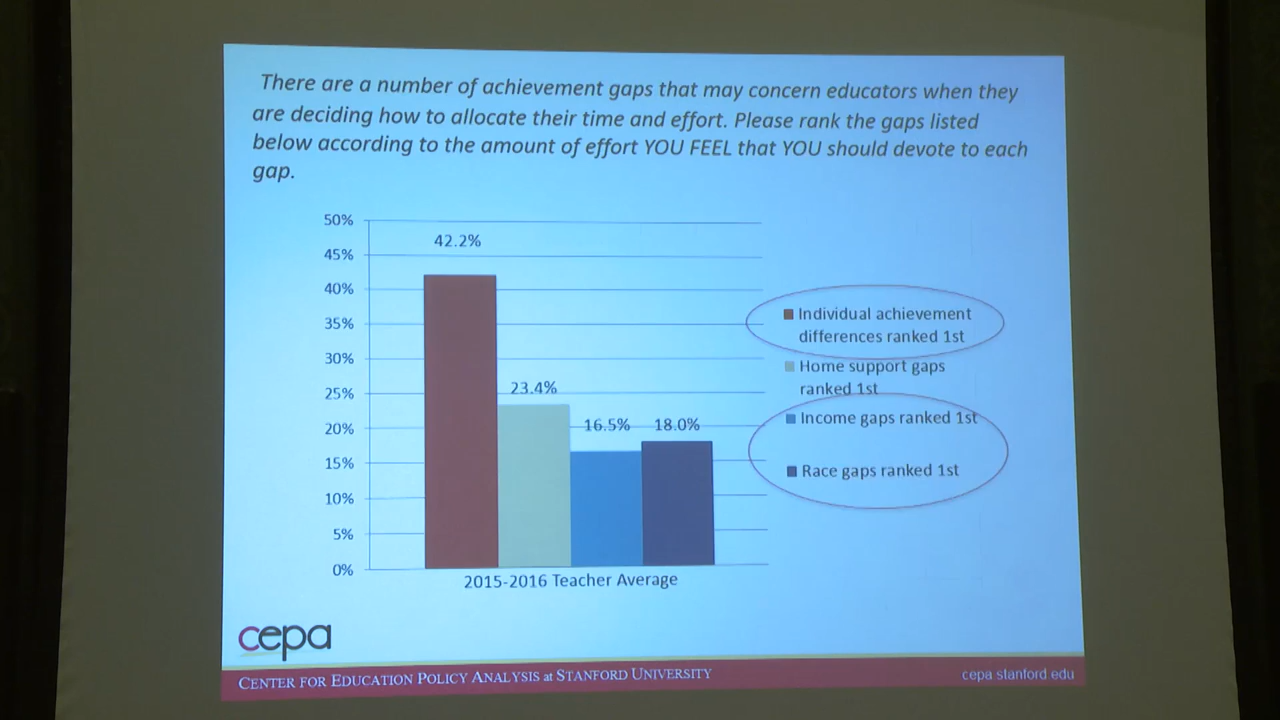 There are a number of achievement gaps that may concern educators when they
are deciding how to allocate their time and effort. Please rank the gaps listed
below according to the amount of effort YOU FEEL that YOU should devote to each
gap.
50%
45%
40%
35%
30%
25%
20%
15%
10%
5%
0%
42.2%
23.4%
16.5%
18.0%
2015-2016 Teacher Average
Individual achievement
differences ranked 1st
Home support gaps
ranked 1st
Income gaps ranked 1st
Race gaps ranked 1st
cepa
CENTER FOR EDUCATION POLICY ANALYSIS at STANFORD UNIVERSITY
cepa stanford edu